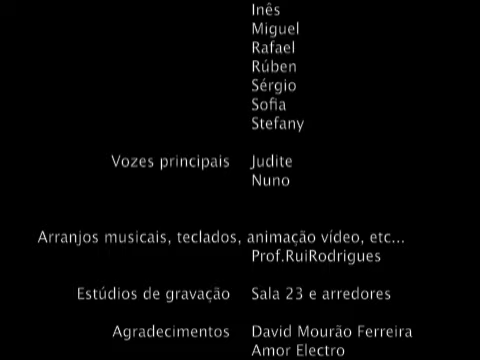 Inês
Miguel
Rafael
Rúben
Sérgio
Sofia
Stefany
Vozes principais Judite
Nuno
Arranjos musicais, teclados, animação vídeo, etc...
Prof.RuiRodrigues
Estúdios de gravação Sala 23 e arredores
Agradecimentos David Mourão Ferreira
Amor Electro